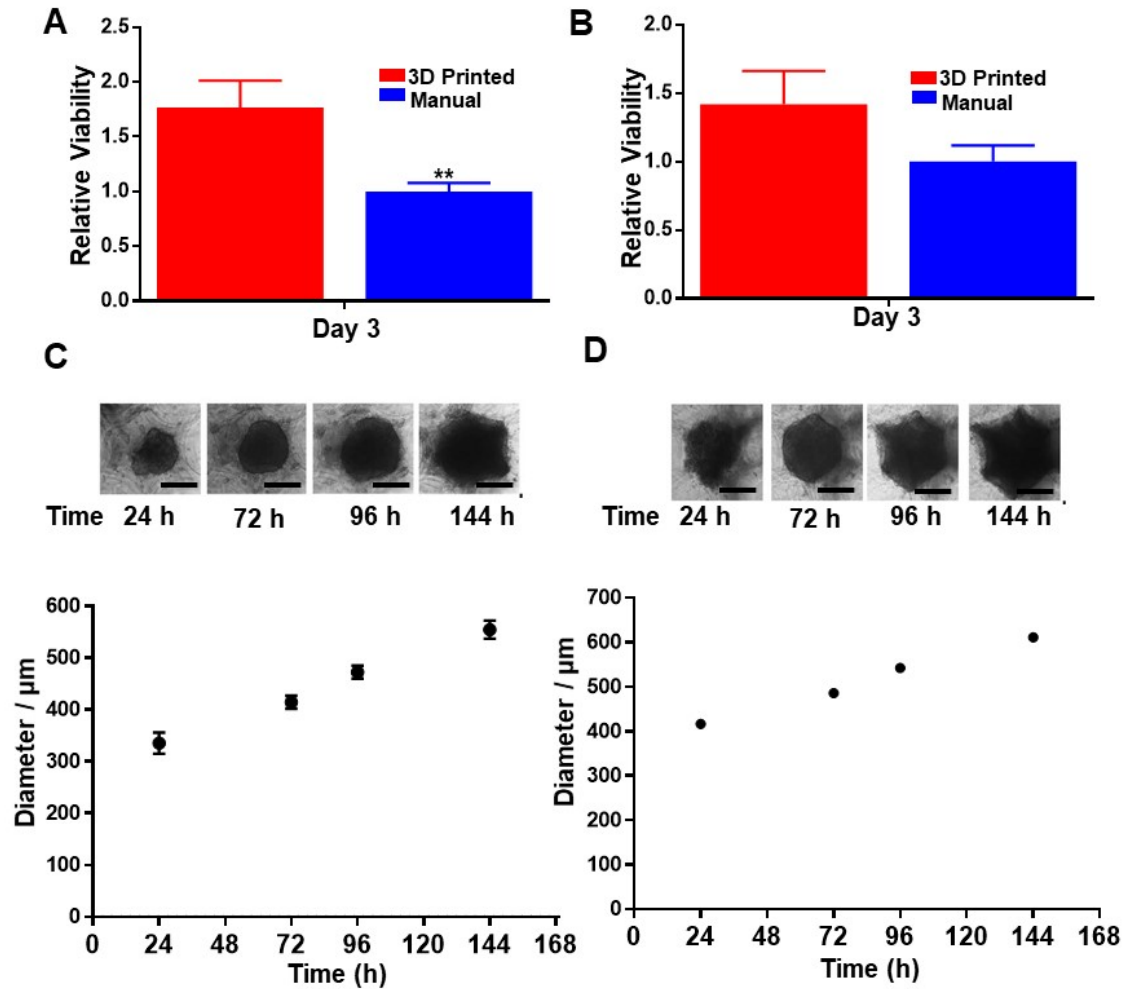 A
Relative Viability
2.5
2.0
1.5
1.0
0.5
0.0
3D Printed
Manual
**
Day 3
B
Relative Viability
2.0
1.5
1.0
0.5
0.0
3D Printed
Manual
Day 3
C
Time 24 h 72 h 96 h 144 h
Diameter / µm
600
500
400
300
200
100
0
0 24 48 72 96 120 144 168
Time (h)
D
Time 24 h 72 h 96 h 144 h
Diameter / µm
700
600
500
400
300
200
100
0
0 24 48 72 96 120 144 168
Time (h)